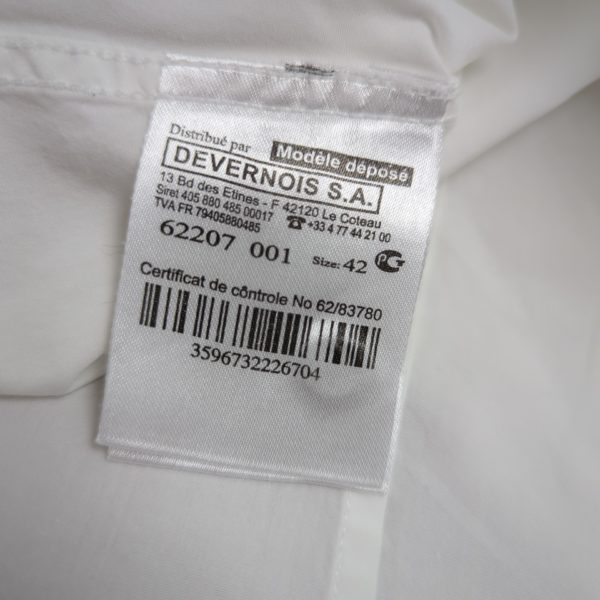 Distribué par Modèle déposé
DEVERNOIS S.A.
13 Bd des Etines - F 42120 Le Coteau
Siret 405 880 485 00017 ☎+33 4 77 44 21 00
TVA FR 79405880485
62207 001 Size: 42 PG
Certificat de contrôle No 62/83780
3596732226704